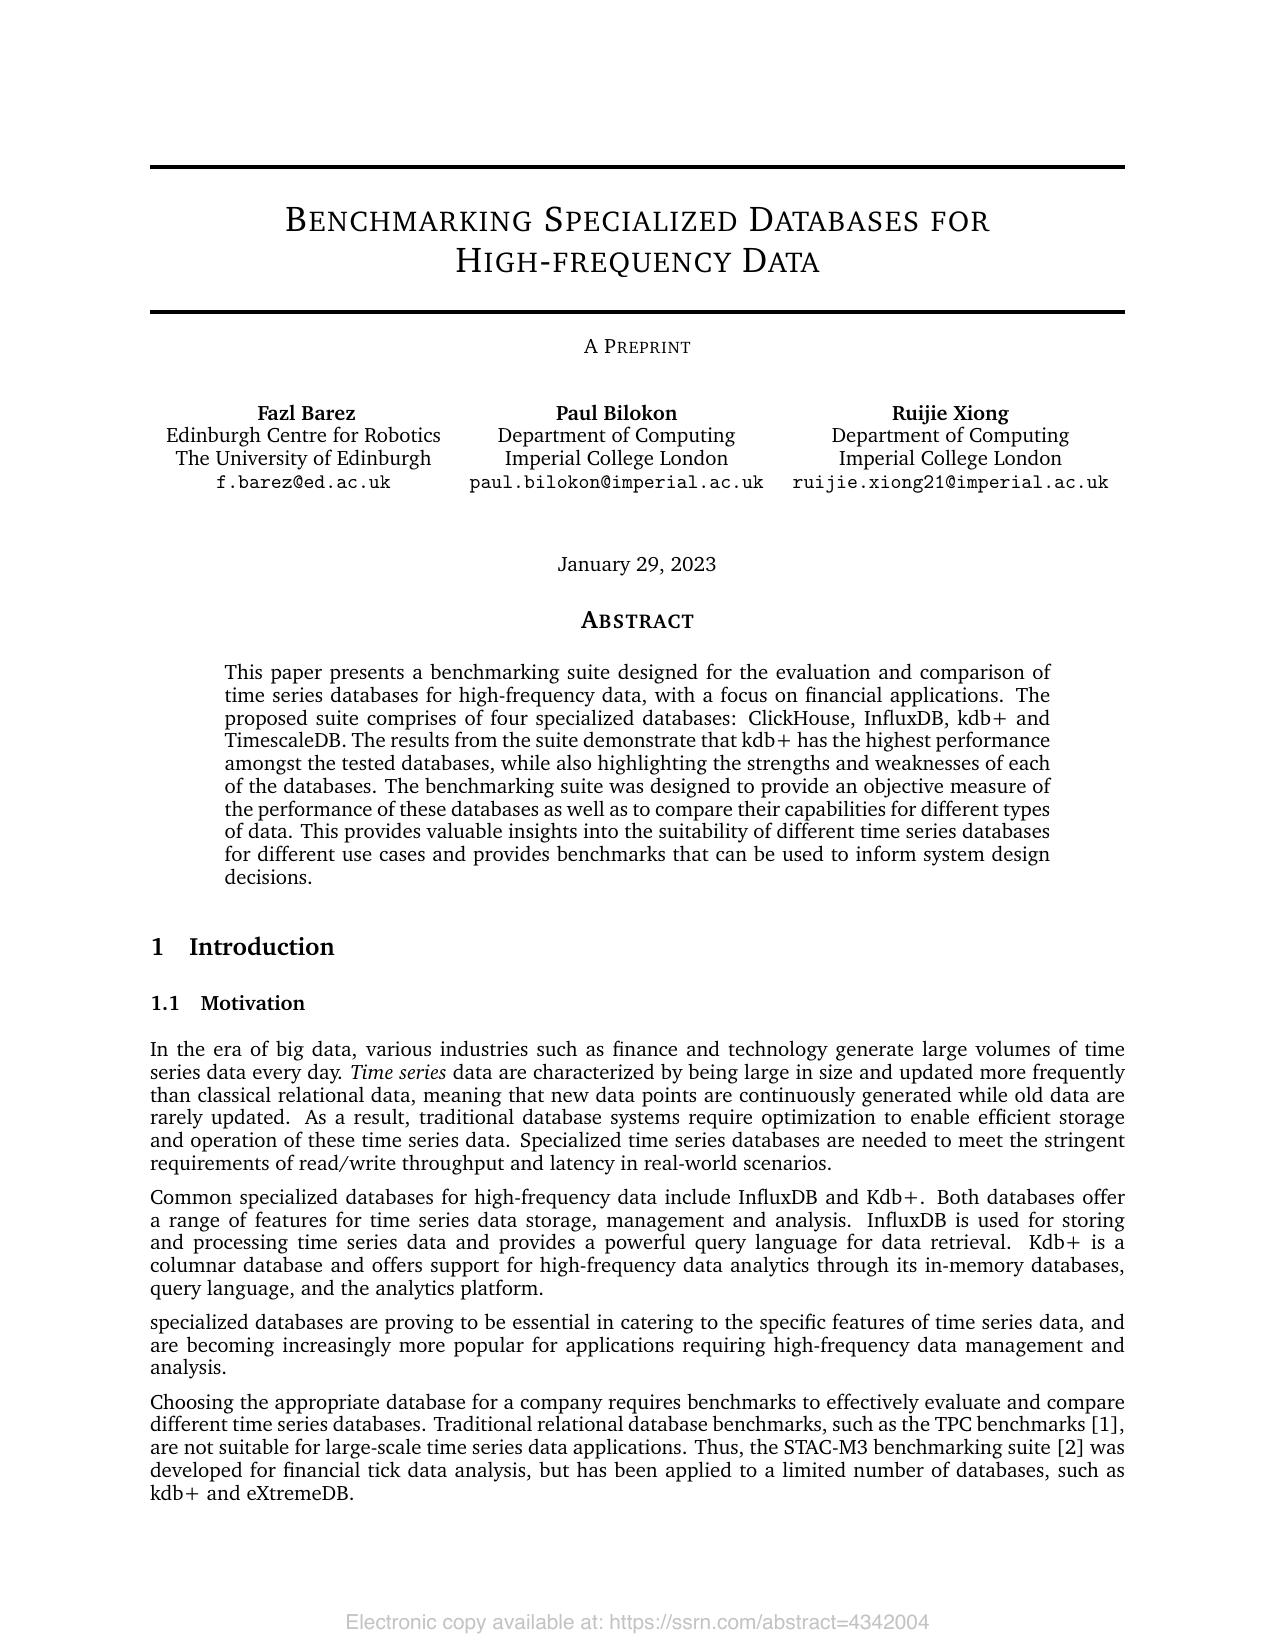 BENCHMARKING SPECIALIZED DATABASES FOR
HIGH-FREQUENCY DATA
A PREPRINT
Fazl Barez
Edinburgh Centre for Robotics
The University of Edinburgh
f.barez@ed.ac.uk
Paul Bilokon
Department of Computing
Imperial College London
paul.bilokon@imperial.ac.uk
Ruijie Xiong
Department of Computing
Imperial College London
ruijie.xiong21@imperial.ac.uk
January 29, 2023
ABSTRACT
This paper presents a benchmarking suite designed for the evaluation and comparison of
time series databases for high-frequency data, with a focus on financial applications. The
proposed suite comprises of four specialized databases: ClickHouse, InfluxDB, kdb+ and
TimescaleDB. The results from the suite demonstrate that kdb+ has the highest performance
amongst the tested databases, while also highlighting the strengths and weaknesses of each
of the databases. The benchmarking suite was designed to provide an objective measure of
the performance of these databases as well as to compare their capabilities for different types
of data. This provides valuable insights into the suitability of different time series databases
for different use cases and provides benchmarks that can be used to inform system design
decisions.
1 Introduction
1.1 Motivation
In the era of big data, various industries such as finance and technology generate large volumes of time
series data every day. Time series data are characterized by being large in size and updated more frequently
than classical relational data, meaning that new data points are continuously generated while old data are
rarely updated. As a result, traditional database systems require optimization to enable efficient storage
and operation of these time series data. Specialized time series databases are needed to meet the stringent
requirements of read/write throughput and latency in real-world scenarios.
Common specialized databases for high-frequency data include InfluxDB and Kdb+. Both databases offer
a range of features for time series data storage, management and analysis. InfluxDB is used for storing
and processing time series data and provides a powerful query language for data retrieval. Kdb+ is a
columnar database and offers support for high-frequency data analytics through its in-memory databases,
query language, and the analytics platform.
specialized databases are proving to be essential in catering to the specific features of time series data, and
are becoming increasingly more popular for applications requiring high-frequency data management and
analysis.
Choosing the appropriate database for a company requires benchmarks to effectively evaluate and compare
different time series databases. Traditional relational database benchmarks, such as the TPC benchmarks [1],
are not suitable for large-scale time series data applications. Thus, the STAC-M3 benchmarking suite [2] was
developed for financial tick data analysis, but has been applied to a limited number of databases, such as
kdb+ and eXtremeDB.
Electronic copy available at: https://ssrn.com/abstract=4342004